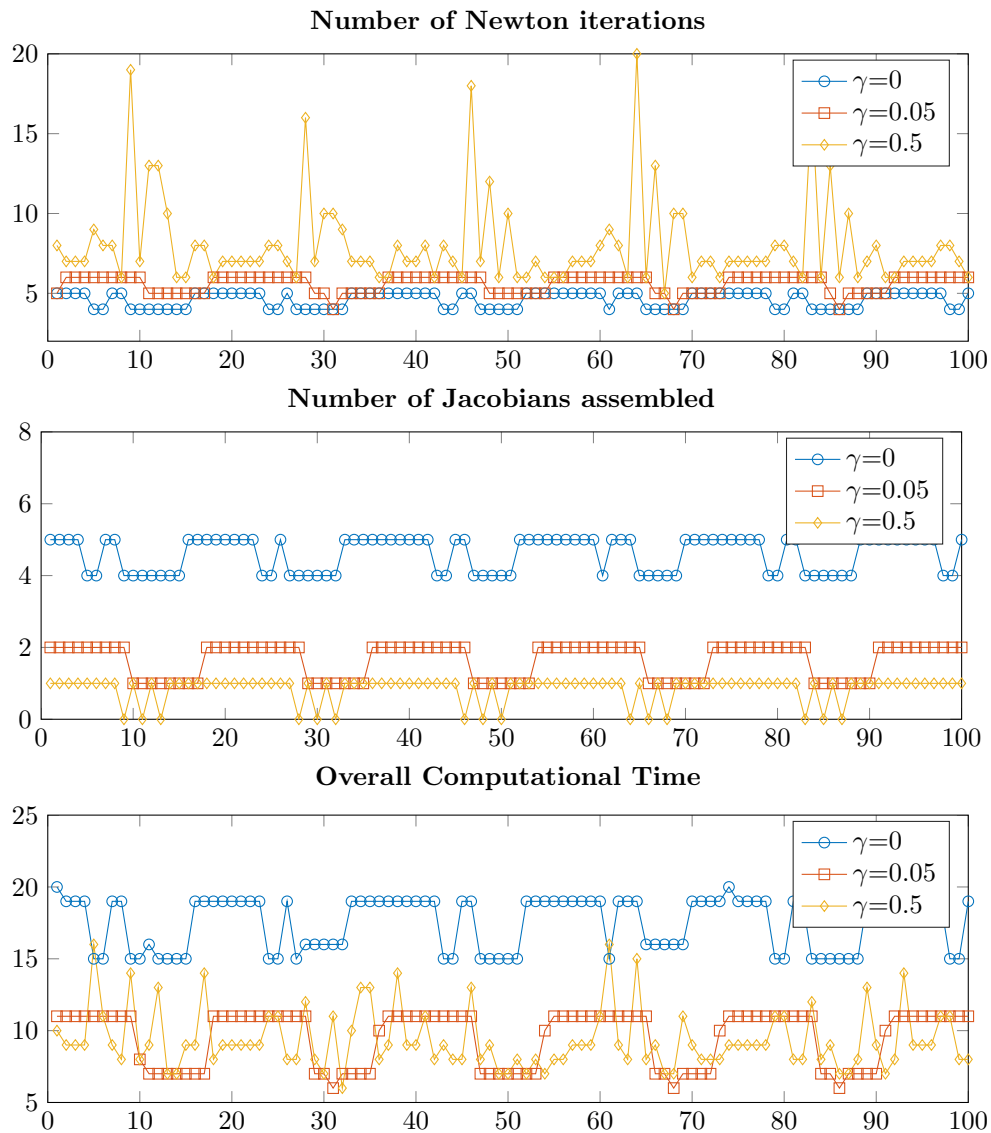 Number of Newton iterations
20
15
10
5
γ=0
γ=0.05
γ=0.5
0 10 20 30 40 50 60 70 80 90 100
Number of Jacobians assembled
8
6
4
2
0
γ=0
γ=0.05
γ=0.5
0 10 20 30 40 50 60 70 80 90 100
Overall Computational Time
25
20
15
10
5
γ=0
γ=0.05
γ=0.5
0 10 20 30 40 50 60 70 80 90 100